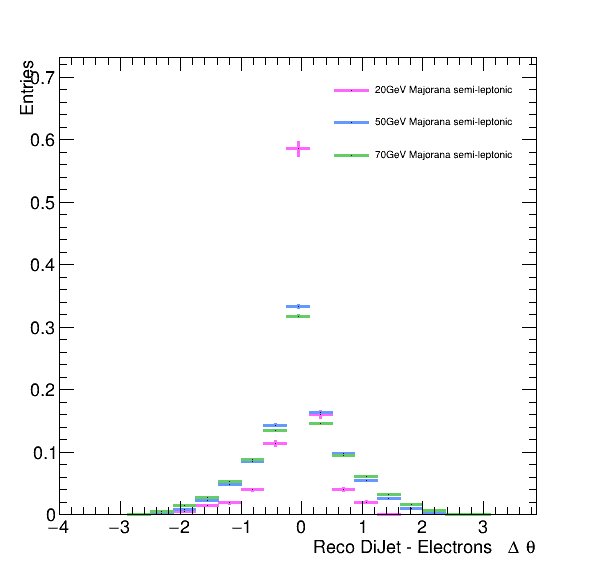 Entries
0.7
0.6
0.5
0.4
0.3
0.2
0.1
0
−4 −3 −2 −1 0 1 2 3
Reco DiJet - Electrons Δ θ
20GeV Majorana semi-leptonic
50GeV Majorana semi-leptonic
70GeV Majorana semi-leptonic